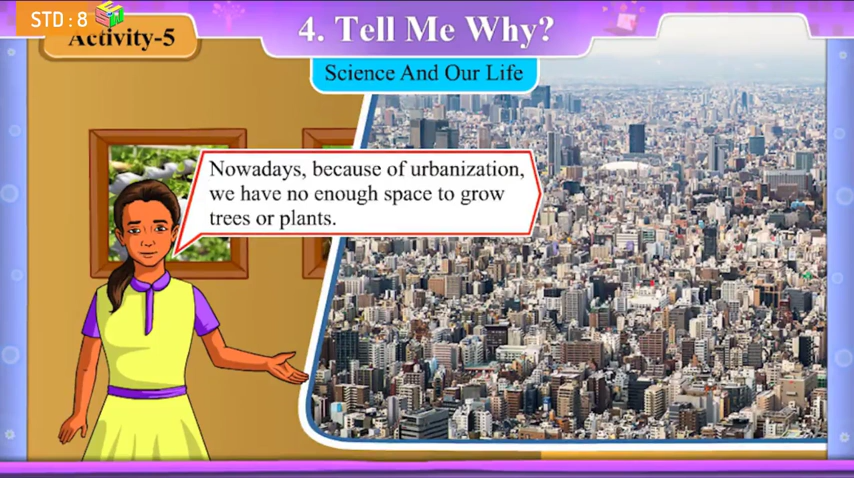 STD : 8
Activity-5
4. Tell Me Why?
Science And Our Life
Nowadays, because of urbanization,
we have no enough space to grow
trees or plants.